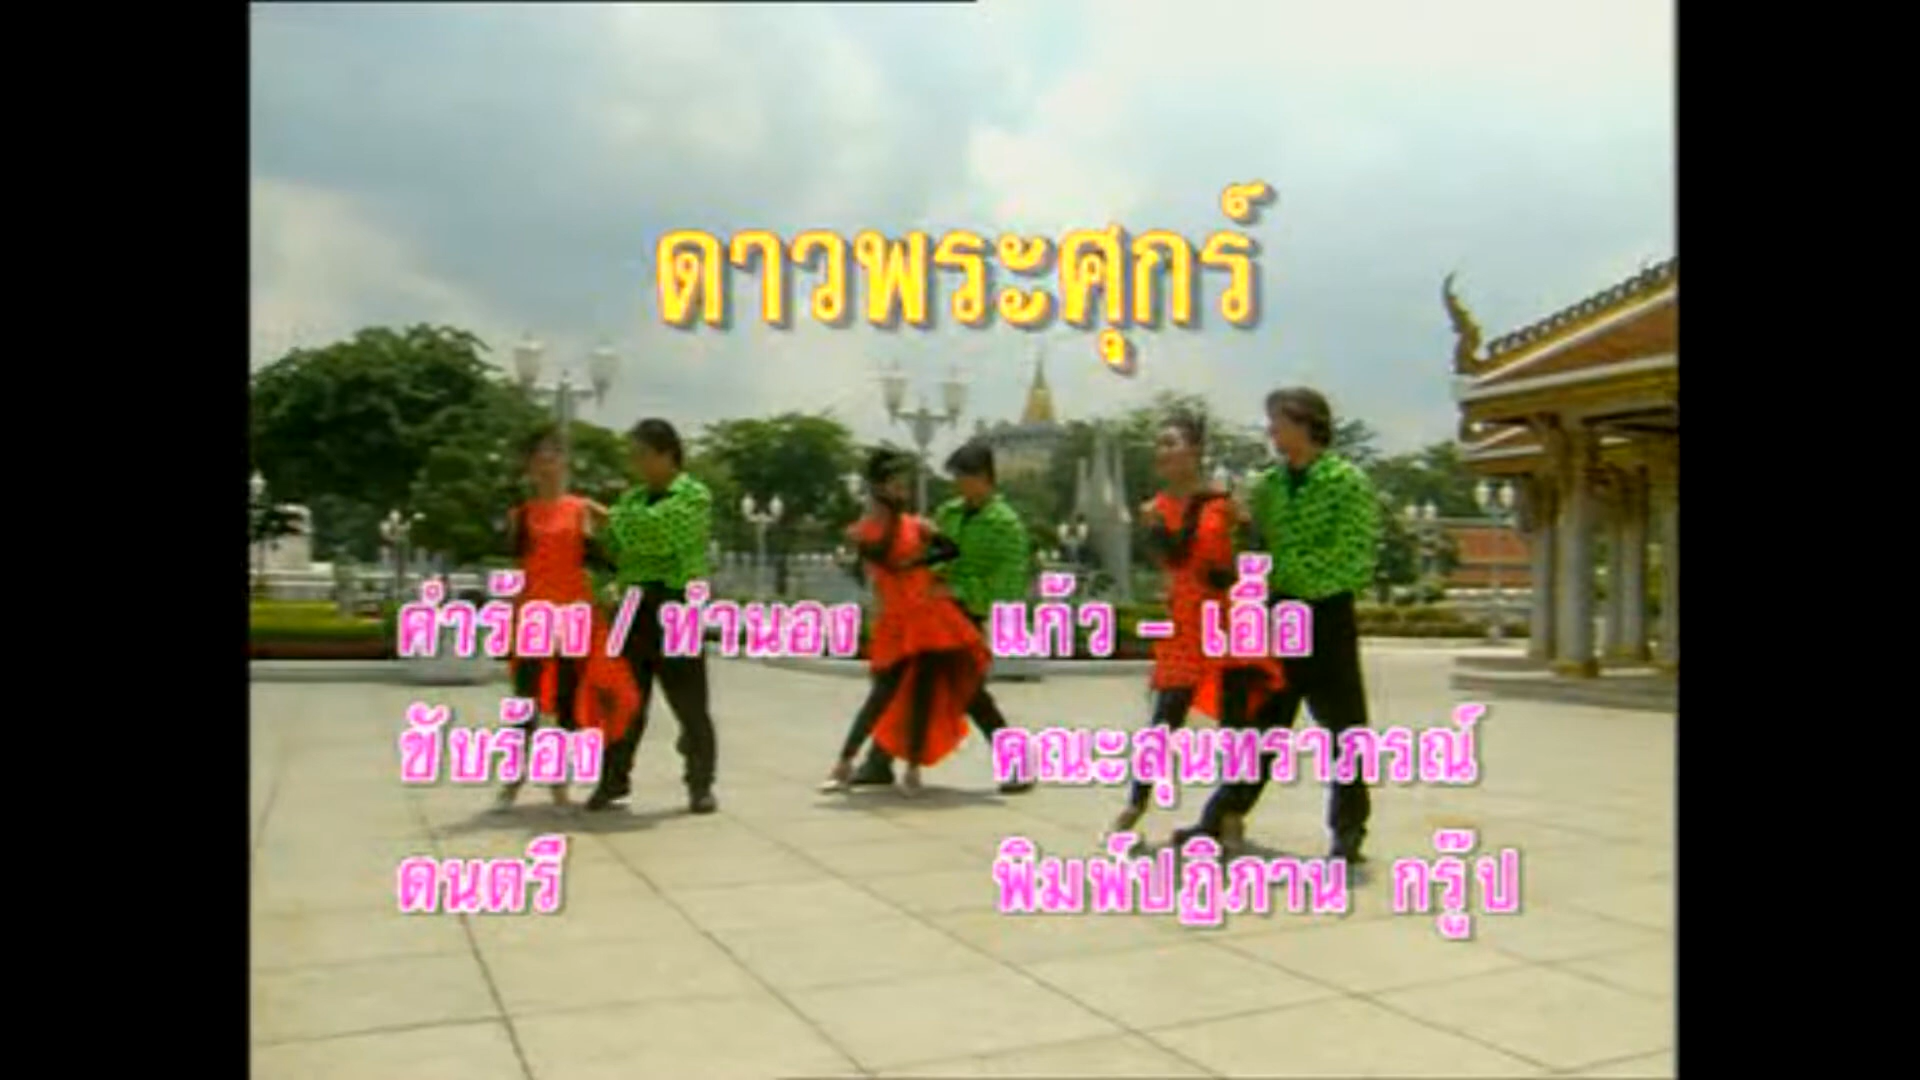 ดาวพระศุกร์
คำร้อง / ทำนอง แก้ว - เอื้อ
ขับร้อง คณะสุนทราภรณ์
ดนตรี พิมพ์ปฏิภาน กรุ๊ป